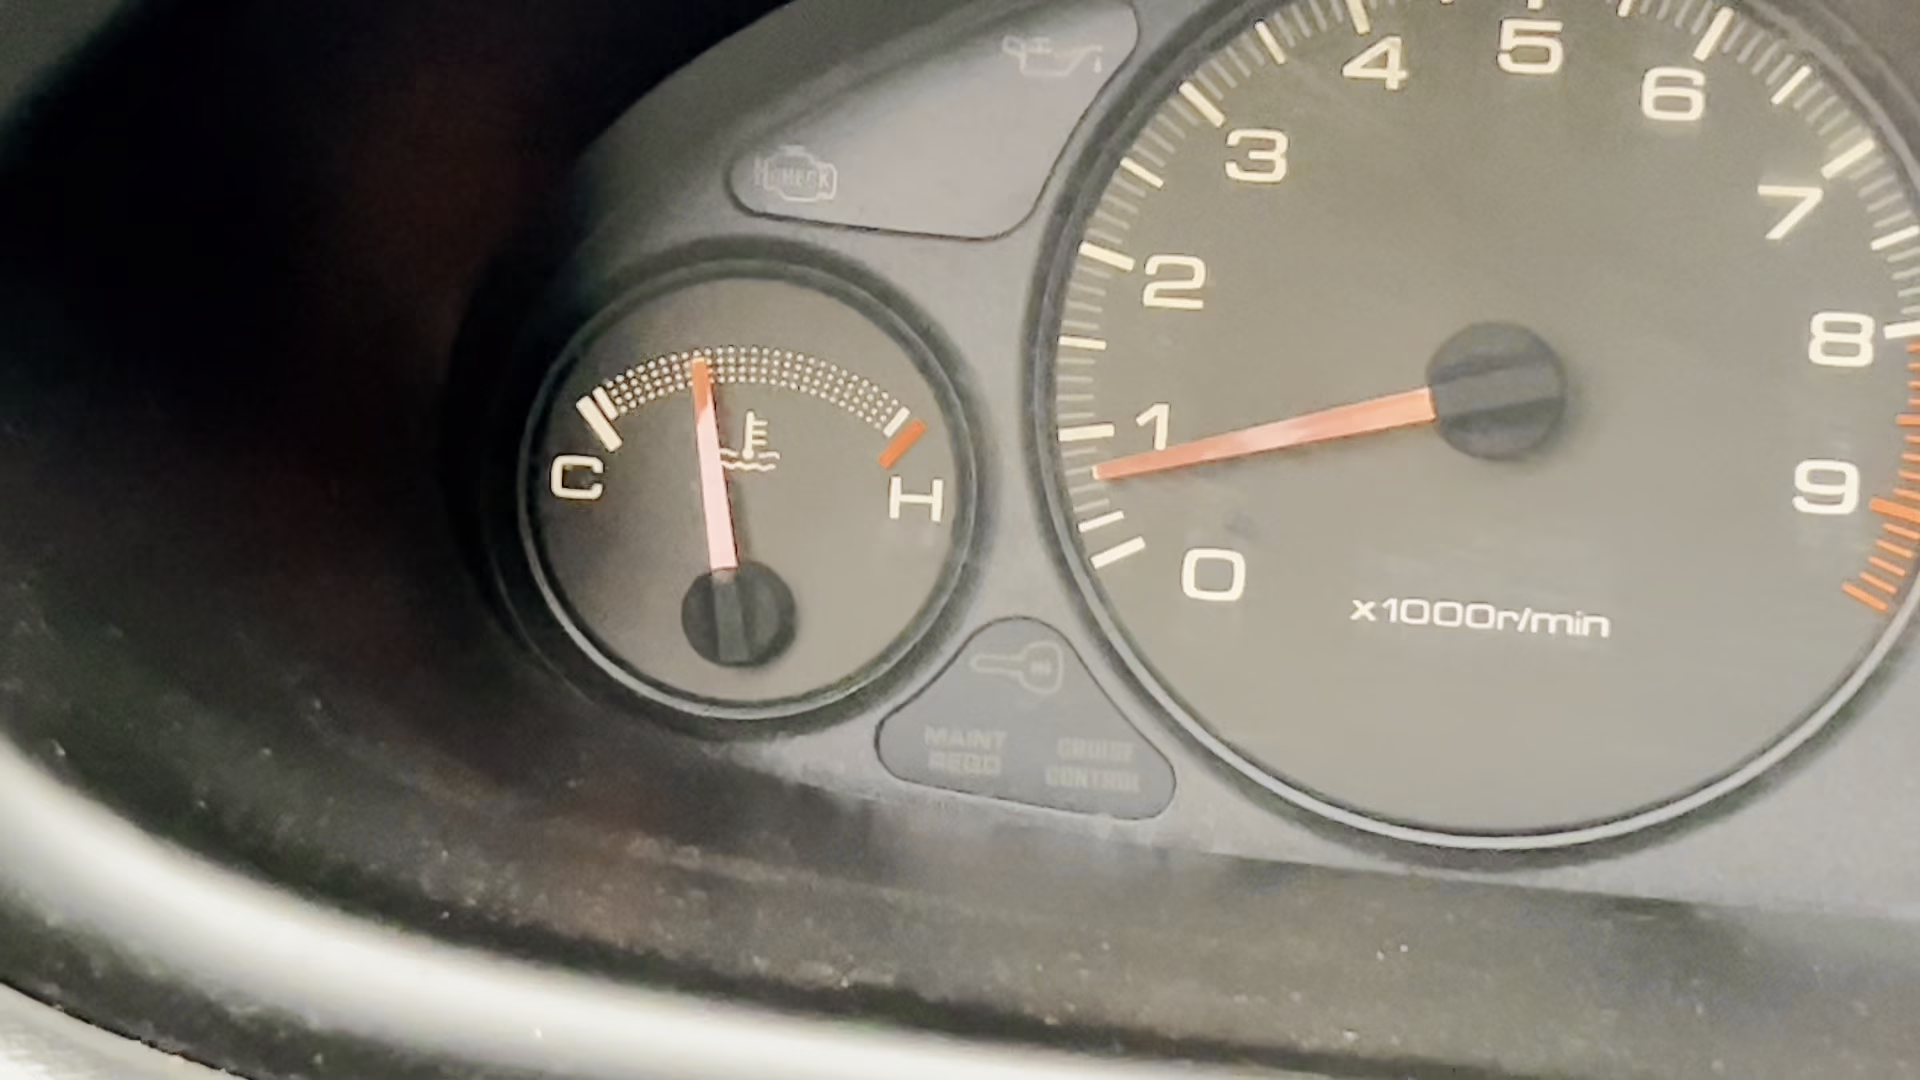 CHECK
4 5 6
3 7
2 8
1 9
0
x1000r/min
C H
MAINT REQD
CRUISE CONTROL